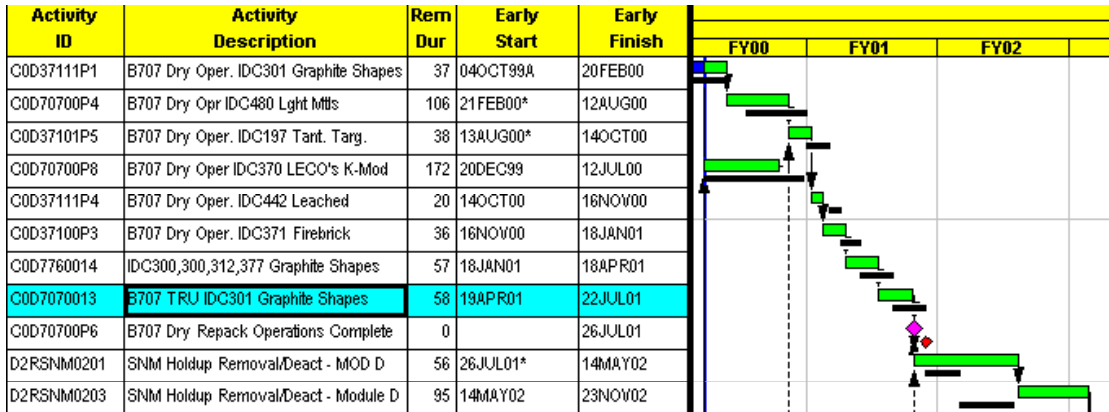 Activity ID Activity Description Rem Dur Early Start Early Finish FY00 FY01 FY02
C0D37111P1 B707 Dry Oper. IDC301 Graphite Shapes 37 04OCT99A 20FEB00
C0D70700P4 B707 Dry Opr IDC480 Lght Mtls 106 21FEB00* 12AUG00
C0D37101P5 B707 Dry Oper. IDC197 Tant. Targ. 38 13AUG00* 14OCT00
C0D70700P8 B707 Dry Oper IDC370 LECO's K-Mod 172 20DEC99 12JUL00
C0D37111P4 B707 Dry Oper. IDC442 Leached 20 14OCT00 16NOV00
C0D37100P3 B707 Dry Oper. IDC371 Firebrick 36 16NOV00 18JAN01
C0D7760014 IDC300,300,312,377 Graphite Shapes 57 18JAN01 18APR01
C0D7070013 B707 TRU IDC301 Graphite Shapes 58 19APR01 22JUL01
C0D70700P6 B707 Dry Repack Operations Complete 0 26JUL01
D2RSNM0201 SNM Holdup Removal/Deact - MOD D 56 26JUL01* 14MAY02
D2RSNM0203 SNM Holdup Removal/Deact - Module D 95 14MAY02 23NOV02